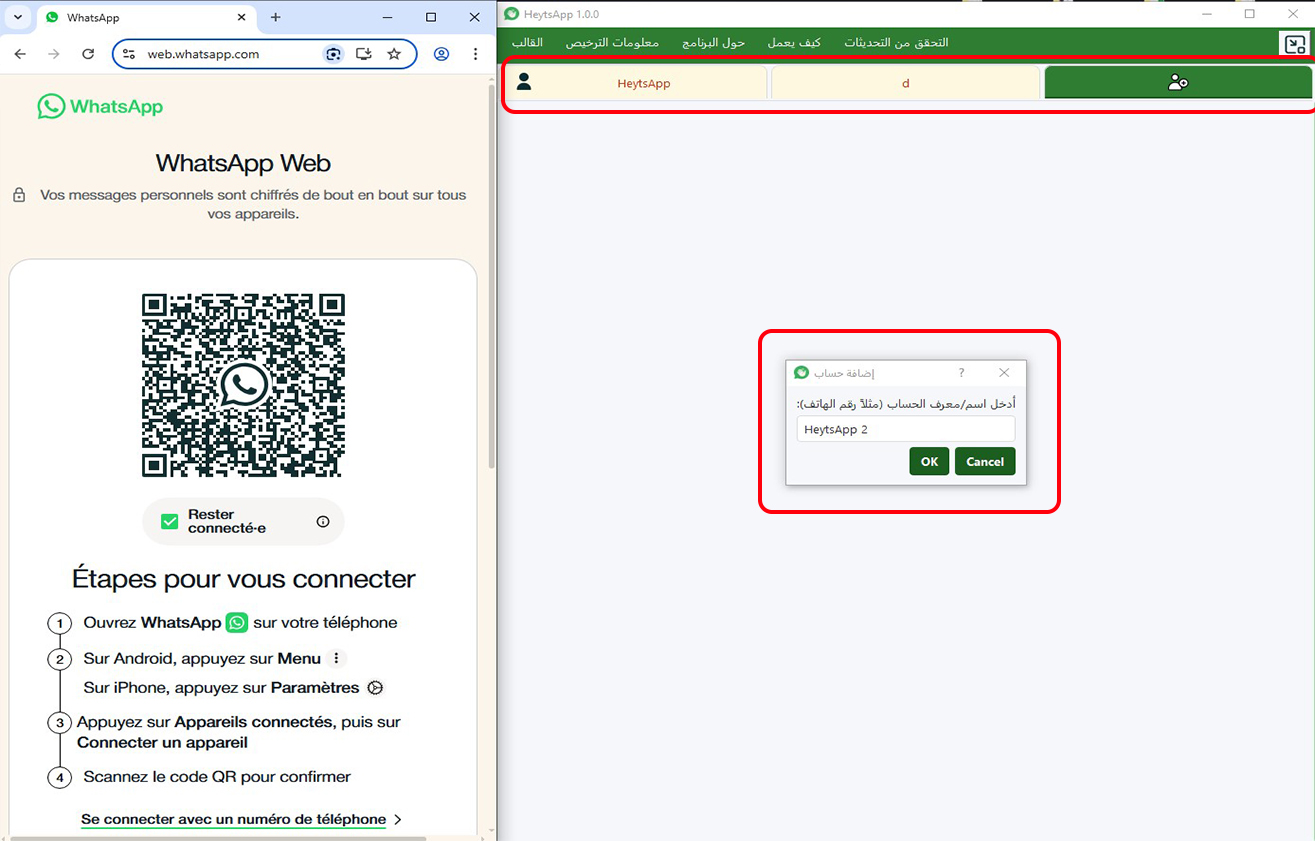 WhatsApp
web.whatsapp.com
WhatsApp
WhatsApp Web
Vos messages personnels sont chiffrés de bout en bout sur tous
vos appareils.
Rester
connecté·e
Étapes pour vous connecter
1 Ouvrez WhatsApp sur votre téléphone
2 Sur Android, appuyez sur Menu
Sur iPhone, appuyez sur Paramètres
3 Appuyez sur Appareils connectés, puis sur
Connecter un appareil
4 Scannez le code QR pour confirmer
Se connecter avec un numéro de téléphone
HeytsApp 1.0.0
القالب معلومات الترخيص حول البرنامج كيف يعمل التحقق من التحديثات
HeytsApp d
إضافة حساب ?
أدخل اسم/معرف الحساب (مثلاً رقم الهاتف):
HeytsApp 2
OK Cancel